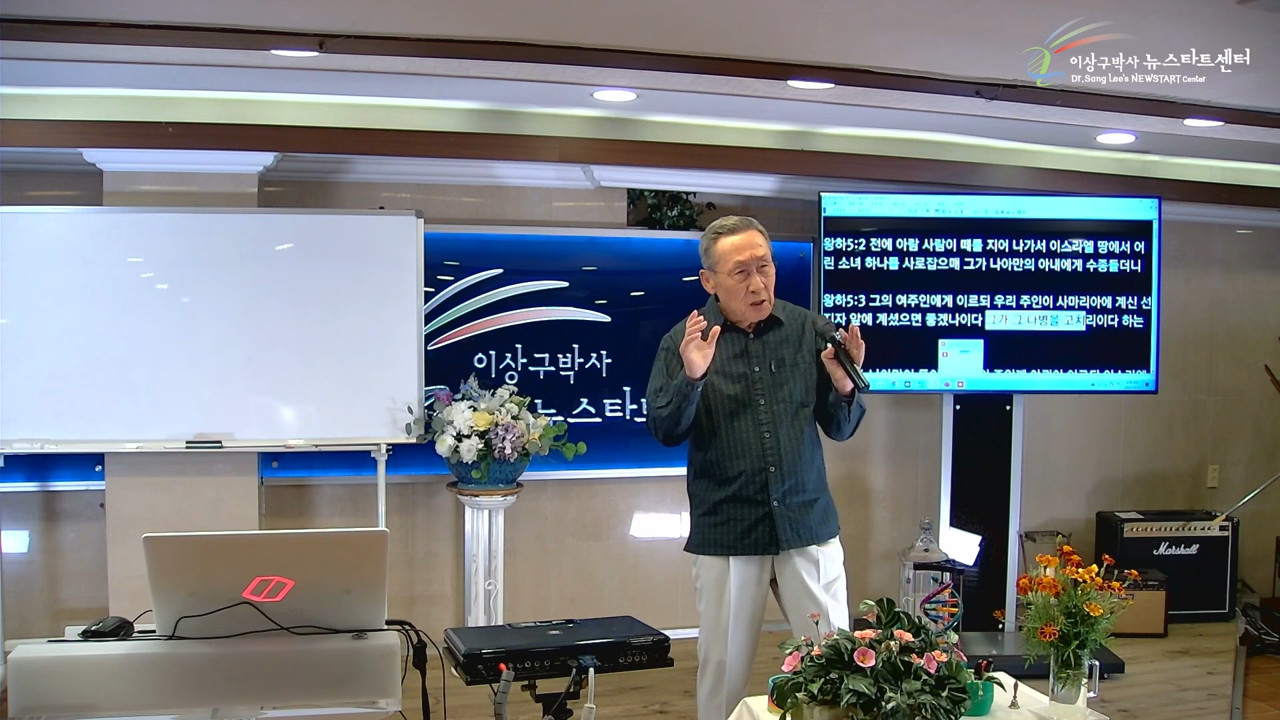 이상구박사 뉴스타트센터
Dr. Sang Lee's NEWSTART Center
왕하5:2 전에 아람 사람이 떼를 지어 나가서 이스라엘 땅에서 어
린 소녀 하나를 사로잡으매 그가 나아만의 아내에게 수종들더니
왕하5:3 그의 여주인에게 이르되 우리 주인이 사마리아에 계신 선
지자 앞에 계셨으면 좋겠나이다 그가 그 나병을 고치리이다 하는
이상구박사
뉴스타
Marshall